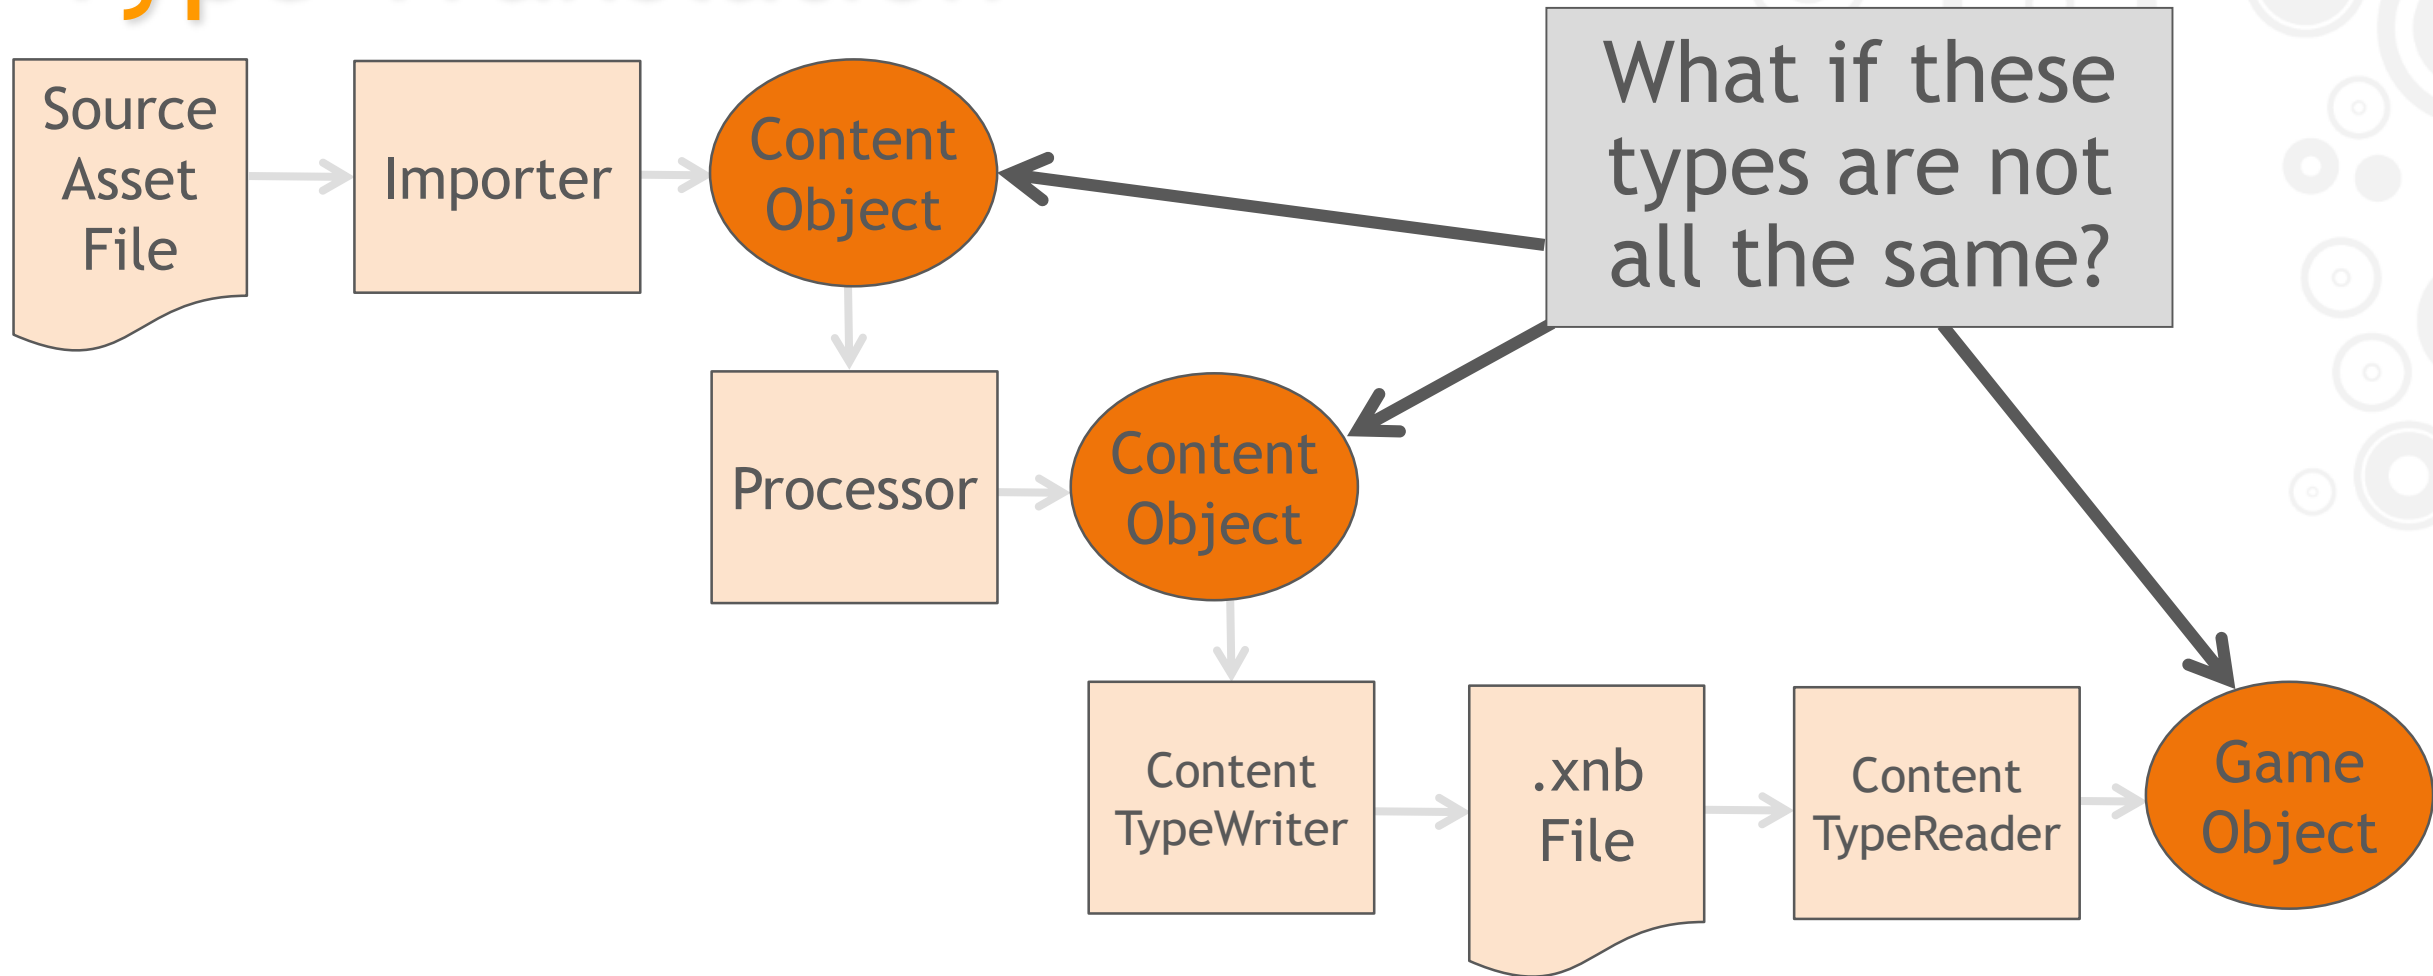 Source
Asset
File
Importer
Content
Object
What if these
types are not
all the same?
Processor
Content
Object
Content
TypeWriter
.xnb
File
Content
TypeReader
Game
Object